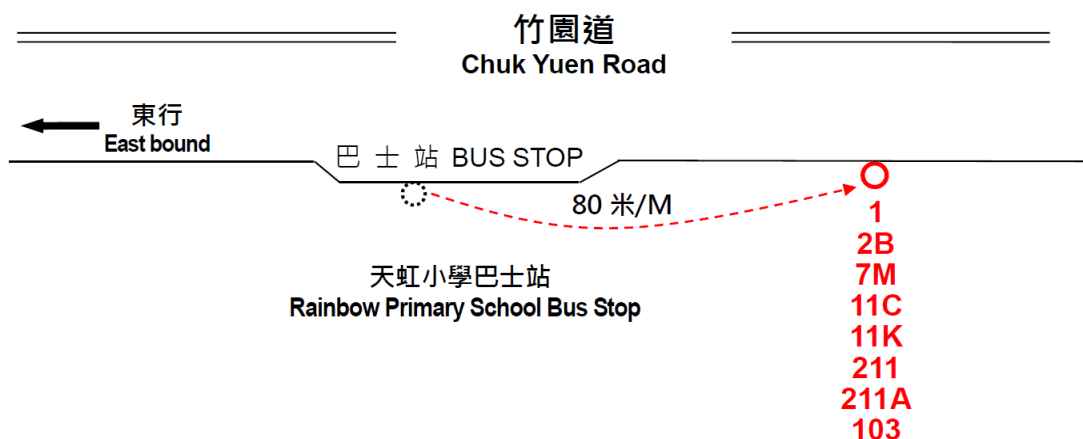 竹園道
Chuk Yuen Road
東行
East bound
巴士站 BUS STOP
80 米/M
天虹小學巴士站
Rainbow Primary School Bus Stop
1
2B
7M
11C
11K
211
211A
103